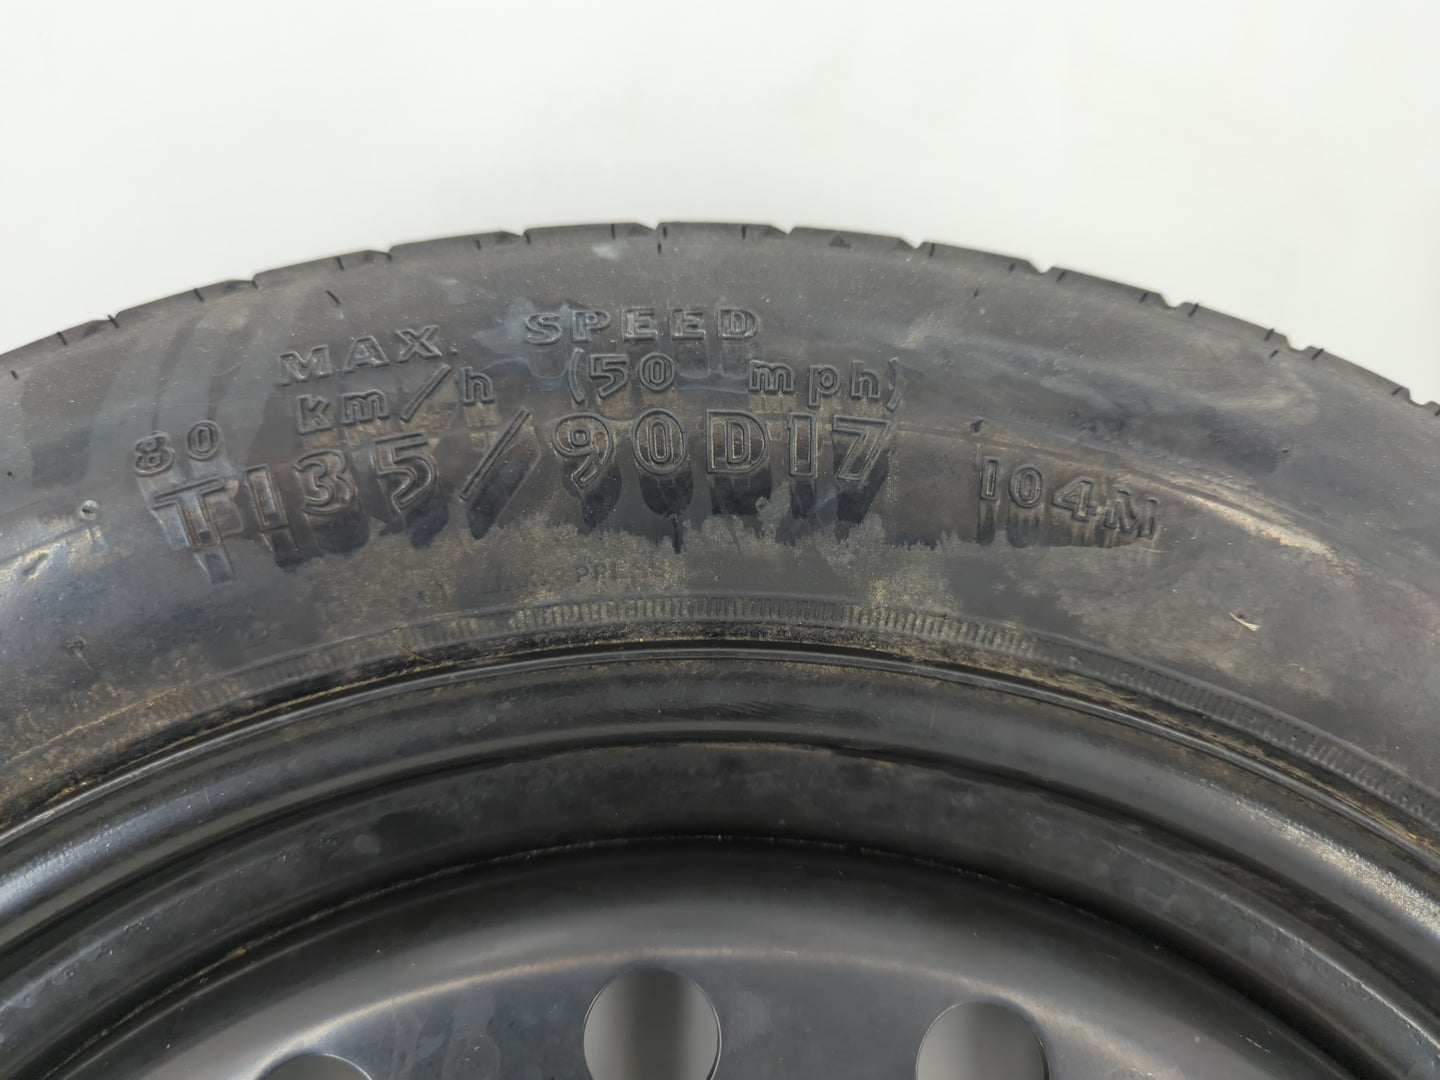 MAX. SPEED
80 km/h (50 mph)
T135/90D17 104M